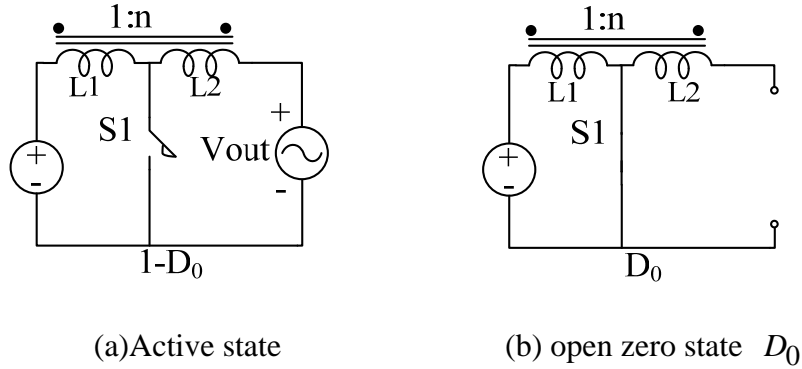 1:n
L1 L2
S1
+
-
Vout
+
-
1-D₀
(a)Active state
1:n
L1 L2
S1
+
-
D₀
(b) open zero state D₀